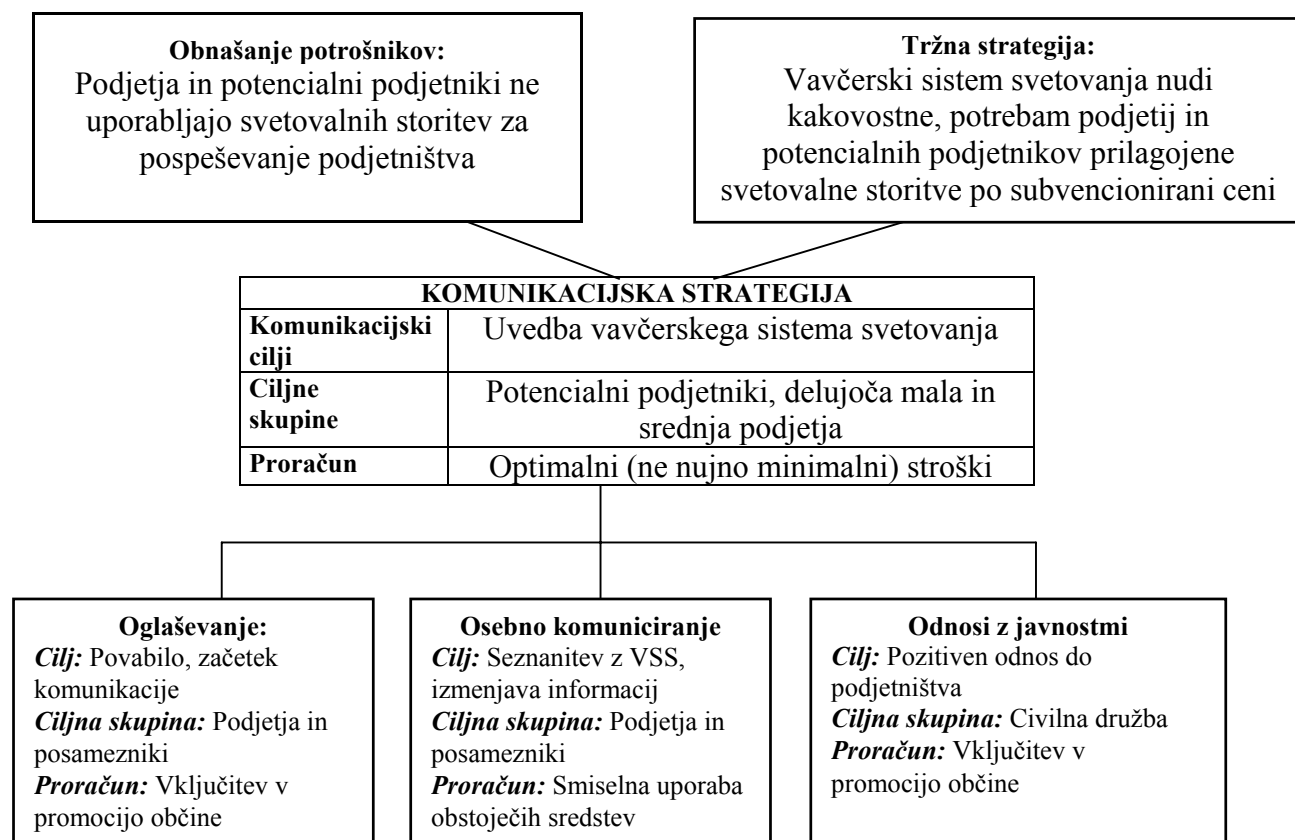 Obnašanje potrošnikov:
Podjetja in potencialni podjetniki ne
uporabljajo svetovalnih storitev za
pospeševanje podjetništva
Tržna strategija:
Vavčerski sistem svetovanja nudi
kakovostne, potrebam podjetij in
potencialnih podjetnikov prilagojene
svetovalne storitve po subvencionirani ceni
KOMUNIKACIJSKA STRATEGIJA
Komunikacijski
cilji
Uvedba vavčerskega sistema svetovanja
Ciljne
skupine
Potencialni podjetniki, delujoča mala in
srednja podjetja
Proračun
Optimalni (ne nujno minimalni) stroški
Oglaševanje:
Cilj: Povabilo, začetek
komunikacije
Ciljna skupina: Podjetja in
posamezniki
Proračun: Vključitev v
promocijo občine
Osebno komuniciranje
Cilj: Seznanitev z VSS,
izmenjava informacij
Ciljna skupina: Podjetja in
posamezniki
Proračun: Smiselna uporaba
obstoječih sredstev
Odnosi z javnostmi
Cilj: Pozitiven odnos do
podjetništva
Ciljna skupina: Civilna družba
Proračun: Vključitev v
promocijo občine